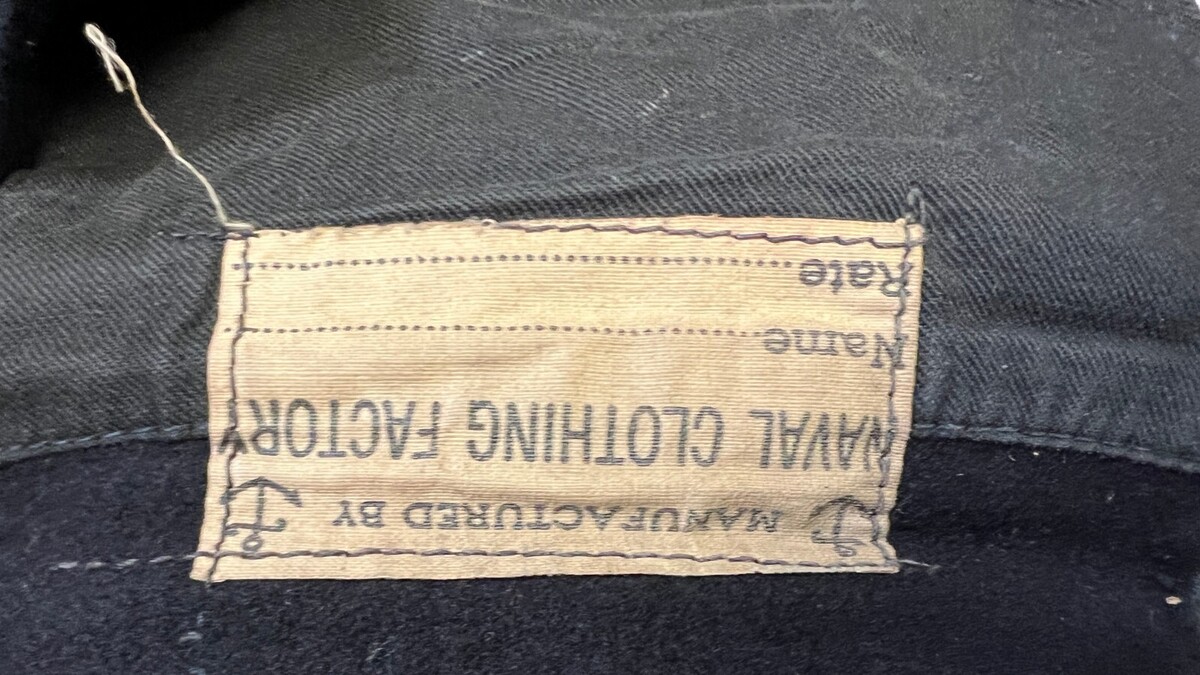 MANUFACTURED BY
NAVAL CLOTHING FACTORY
Name
Rate